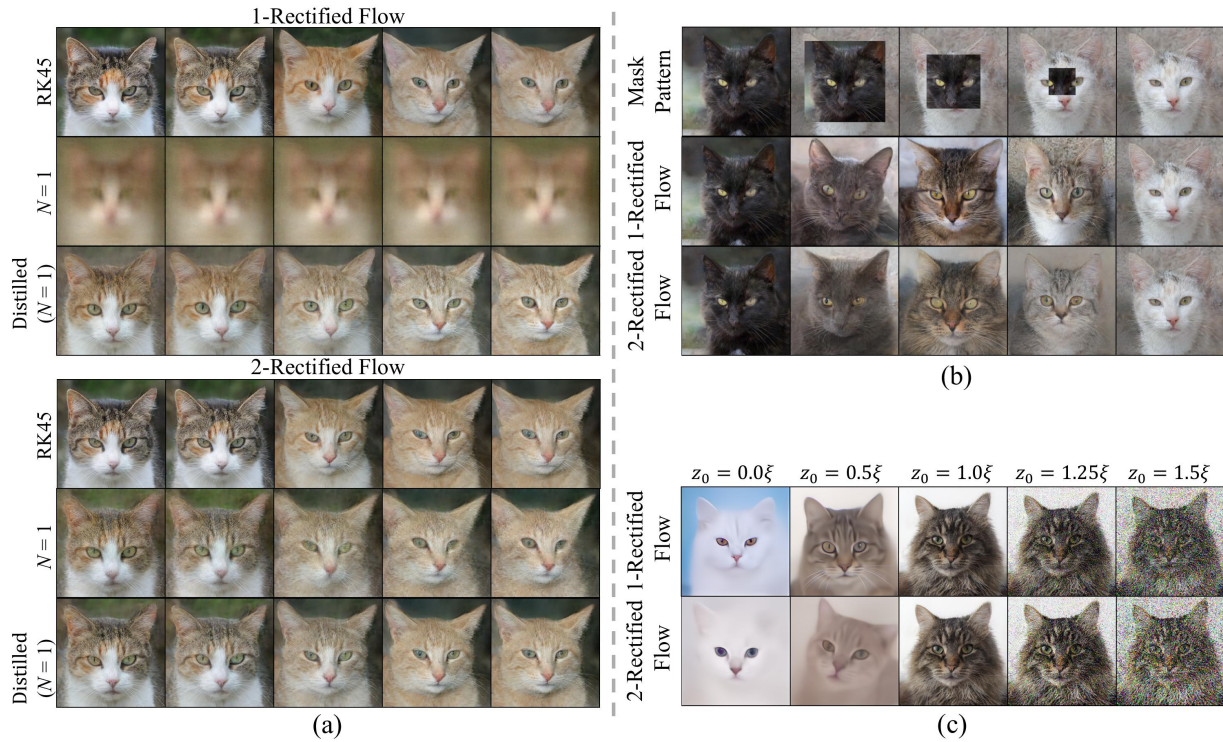 1-Rectified Flow
RK45
N = 1
Distilled
(N = 1)
2-Rectified Flow
RK45
N = 1
Distilled
(N = 1)
(a)
Mask
Pattern
1-Rectified
Flow
2-Rectified
Flow
(b)
z₀ = 0.0ξ z₀ = 0.5ξ z₀ = 1.0ξ z₀ = 1.25ξ z₀ = 1.5ξ
1-Rectified
Flow
2-Rectified
Flow
(c)